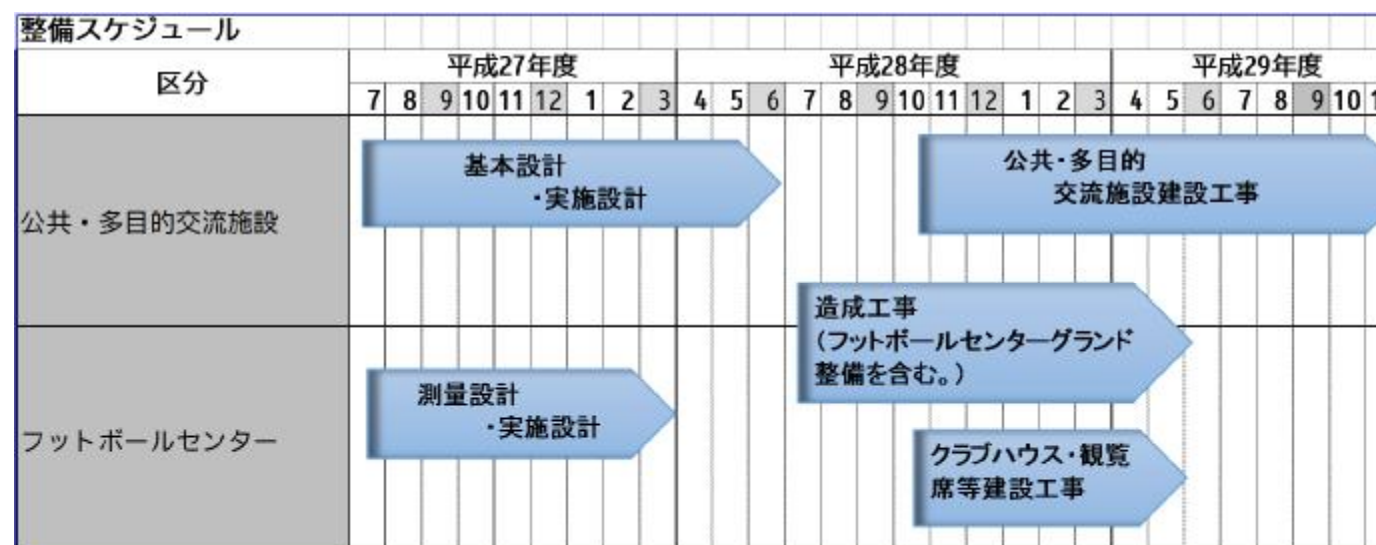 整備スケジュール
区分
平成27年度 平成28年度 平成29年度
7 8 9 10 11 12 1 2 3 4 5 6 7 8 9 10 11 12 1 2 3 4 5 6 7 8 9 10
公共・多目的交流施設
基本設計
・実施設計
公共・多目的
交流施設建設工事
造成工事
(フットボールセンターグランド
整備を含む。)
フットボールセンター
測量設計
・実施設計
クラブハウス・観覧
席等建設工事